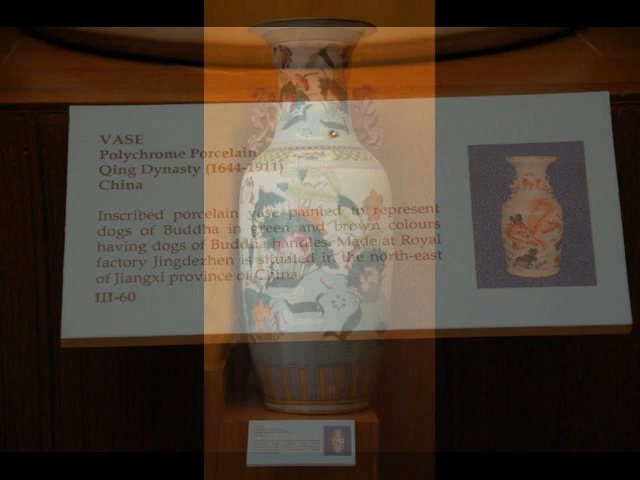 VASE
Polychrome Porcelain
Qing Dynasty (1644-1911)
China
Inscribed porcelain vase painted to represent
dogs of Buddha in green and brown colours
having dogs of Buddha handles. Made at Royal
factory Jingdezhen is situated in the north-east
of Jiangxi province of China
III-60